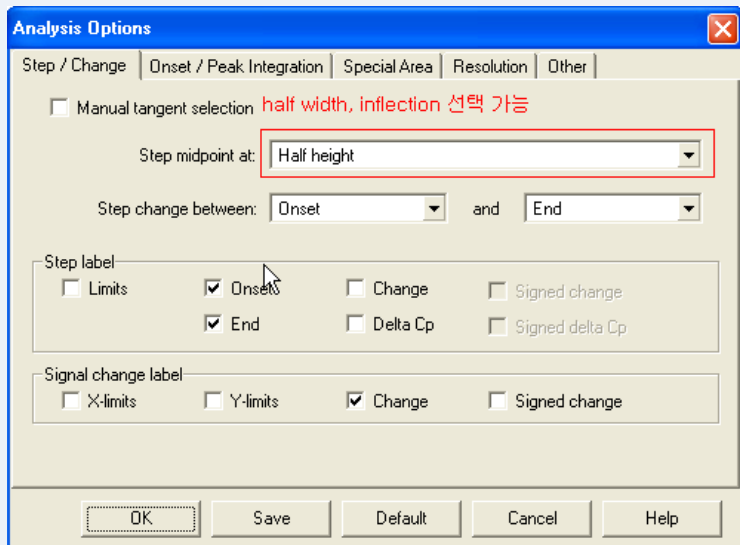 Analysis Options
Step / Change Onset / Peak Integration Special Area Resolution Other
Manual tangent selection half width, inflection 선택 가능
Step midpoint at: Half height
Step change between: Onset and End
Step label
Limits Onset Change Signed change
End Delta Cp Signed delta Cp
Signal change label
X-limits Y-limits Change Signed change
OK Save Default Cancel Help